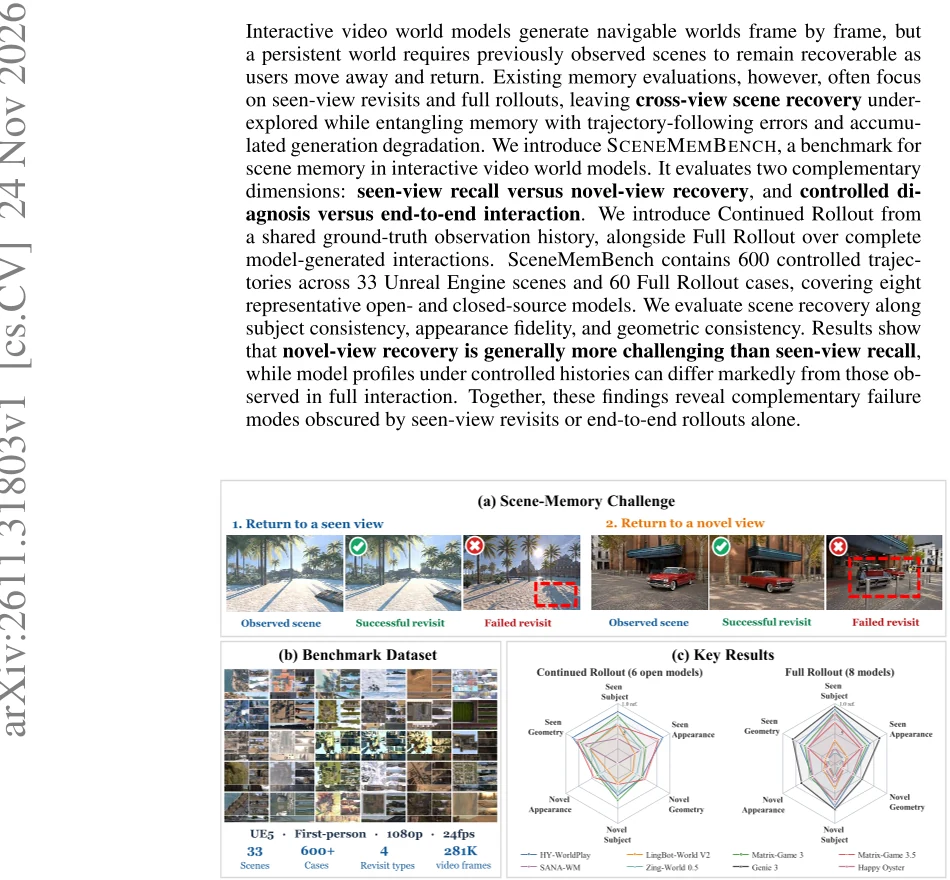 arXiv:2611.31803v1 [cs.CV] 24 Nov 2026
Interactive video world models generate navigable worlds frame by frame, but
a persistent world requires previously observed scenes to remain recoverable as
users move away and return. Existing memory evaluations, however, often focus
on seen-view revisits and full rollouts, leaving cross-view scene recovery under-
explored while entangling memory with trajectory-following errors and accumu-
lated generation degradation. We introduce SCENEMEMBENCH, a benchmark for
scene memory in interactive video world models. It evaluates two complementary
dimensions: seen-view recall versus novel-view recovery, and controlled di-
agnosis versus end-to-end interaction. We introduce Continued Rollout from
a shared ground-truth observation history, alongside Full Rollout over complete
model-generated interactions. SceneMemBench contains 600 controlled trajec-
tories across 33 Unreal Engine scenes and 60 Full Rollout cases, covering eight
representative open- and closed-source models. We evaluate scene recovery along
subject consistency, appearance fidelity, and geometric consistency. Results show
that novel-view recovery is generally more challenging than seen-view recall,
while model profiles under controlled histories can differ markedly from those ob-
served in full interaction. Together, these findings reveal complementary failure
modes obscured by seen-view revisits or end-to-end rollouts alone.
(a) Scene-Memory Challenge
1. Return to a seen view
2. Return to a novel view
Observed scene
Successful revisit
Failed revisit
Observed scene
Successful revisit
Failed revisit
(b) Benchmark Dataset
UE5 · First-person · 1080p · 24fps
33
600+
4
281K
Scenes
Cases
Revisit types
video frames
(c) Key Results
Continued Rollout (6 open models)
Seen
Subject
Seen
Appearance
Novel
Geometry
Novel
Subject
Novel
Appearance
Seen
Geometry
Full Rollout (8 models)
Seen
Subject
1.0 ref.
Seen
Appearance
Novel
Geometry
Novel
Subject
Novel
Appearance
Seen
Geometry
HY-WorldPlay
LingBot-World V2
Matrix-Game 3
Matrix-Game 3.5
SANA-WM
Zing-World 0.5
Genie 3
Happy Oyster